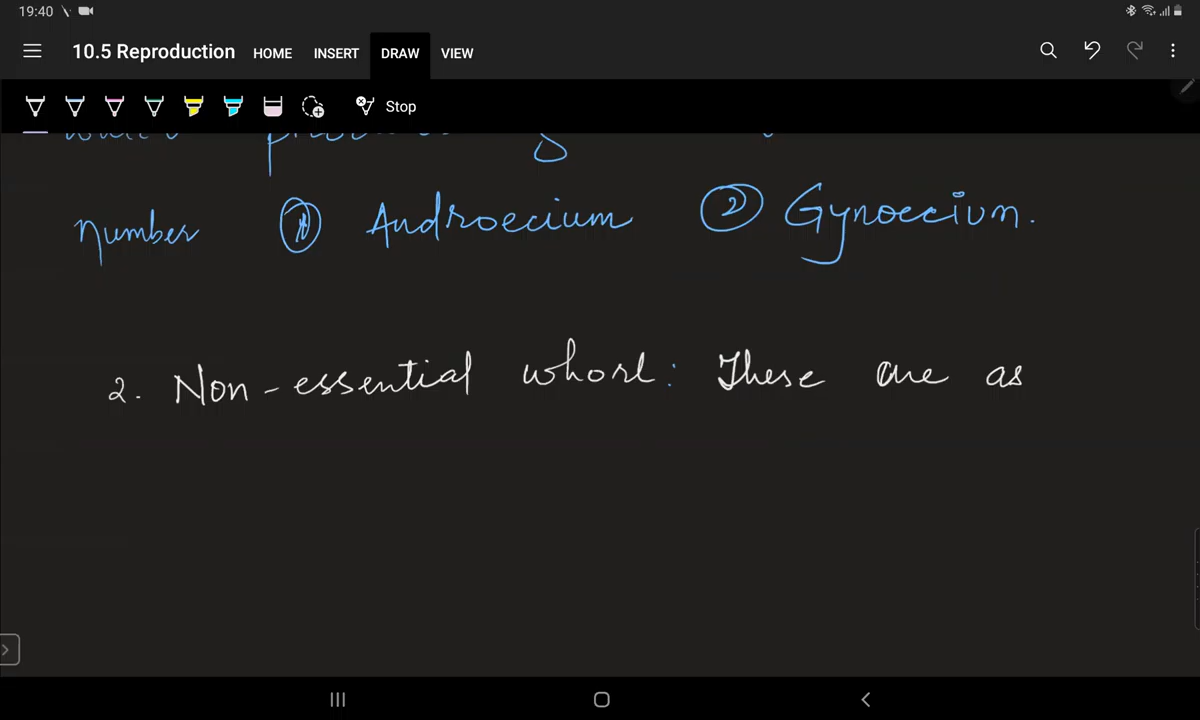 19:40
10.5 Reproduction HOME INSERT DRAW VIEW
Stop
number ① Androecium ② Gynoecium.
2. Non-essential whorl: These are as